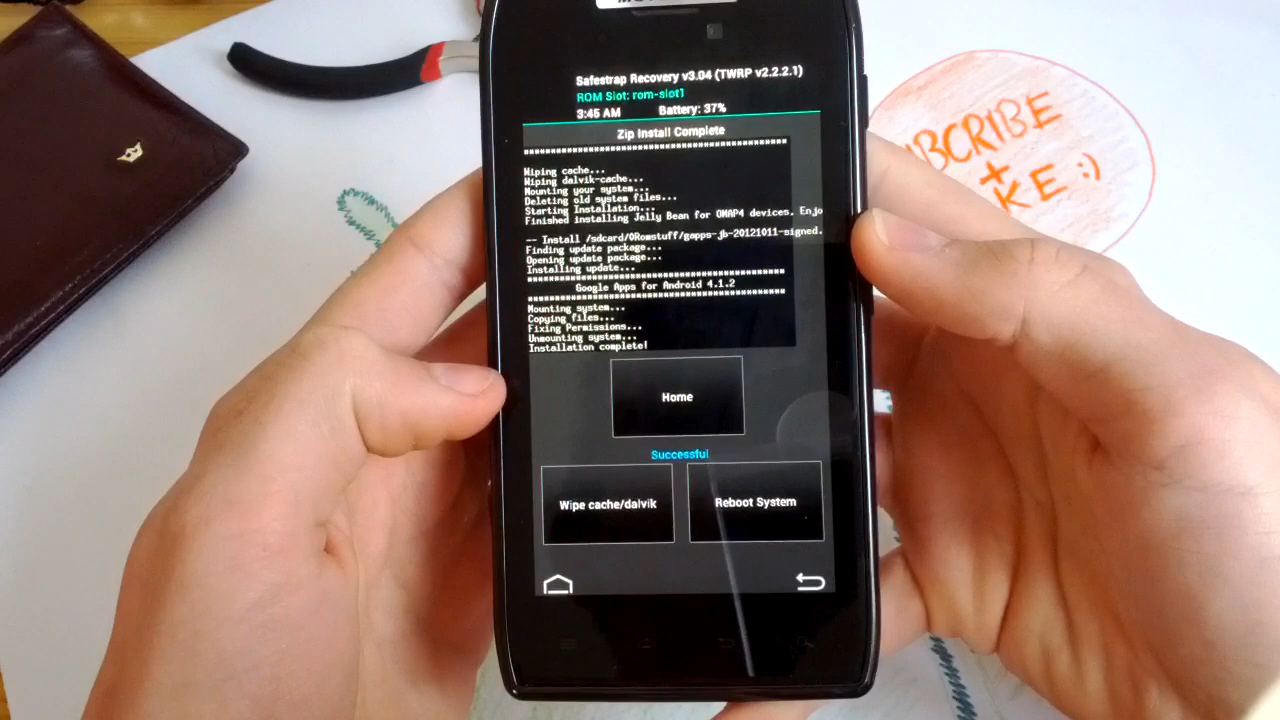 Safestrap Recovery v3.04 (TWRP v2.2.2.1)
ROM Slot: rom-slot1
3:45 AM Battery: 37%
Zip Install Complete
*****************************************************
Wiping cache...
Wiping dalvik-cache...
Mounting your system...
Deleting old system files...
Starting Installation...
Finished installing Jelly Bean for OMAP4 devices. Enjo
-- Install /sdcard/0Romstuff/gapps-jb-20121011-signed.
Finding update package...
Opening update package...
Installing update...
*****************************************************
Google Apps for Android 4.1.2
*****************************************************
Mounting system...
Copying files...
Fixing Permissions...
Unmounting system...
Installation complete!
Home
Successful
Wipe cache/dalvik
Reboot System
UBCRIBE
+
KE :)